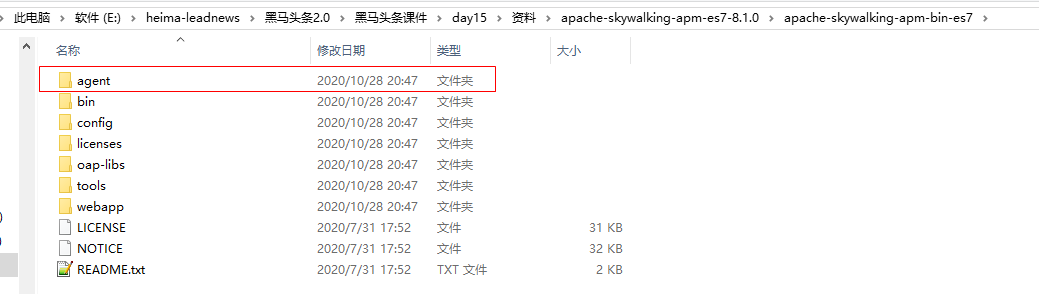 此电脑 > 软件 (E:) > heima-leadnews > 黑马头条2.0 > 黑马头条课件 > day15 > 资料 > apache-skywalking-apm-es7-8.1.0 > apache-skywalking-apm-bin-es7 >
名称 修改日期 类型 大小
agent 2020/10/28 20:47 文件夹
bin 2020/10/28 20:47 文件夹
config 2020/10/28 20:47 文件夹
licenses 2020/10/28 20:47 文件夹
oap-libs 2020/10/28 20:47 文件夹
tools 2020/10/28 20:47 文件夹
webapp 2020/10/28 20:47 文件夹
LICENSE 2020/7/31 17:52 文件 31 KB
NOTICE 2020/7/31 17:52 文件 32 KB
README.txt 2020/7/31 17:52 TXT 文件 2 KB